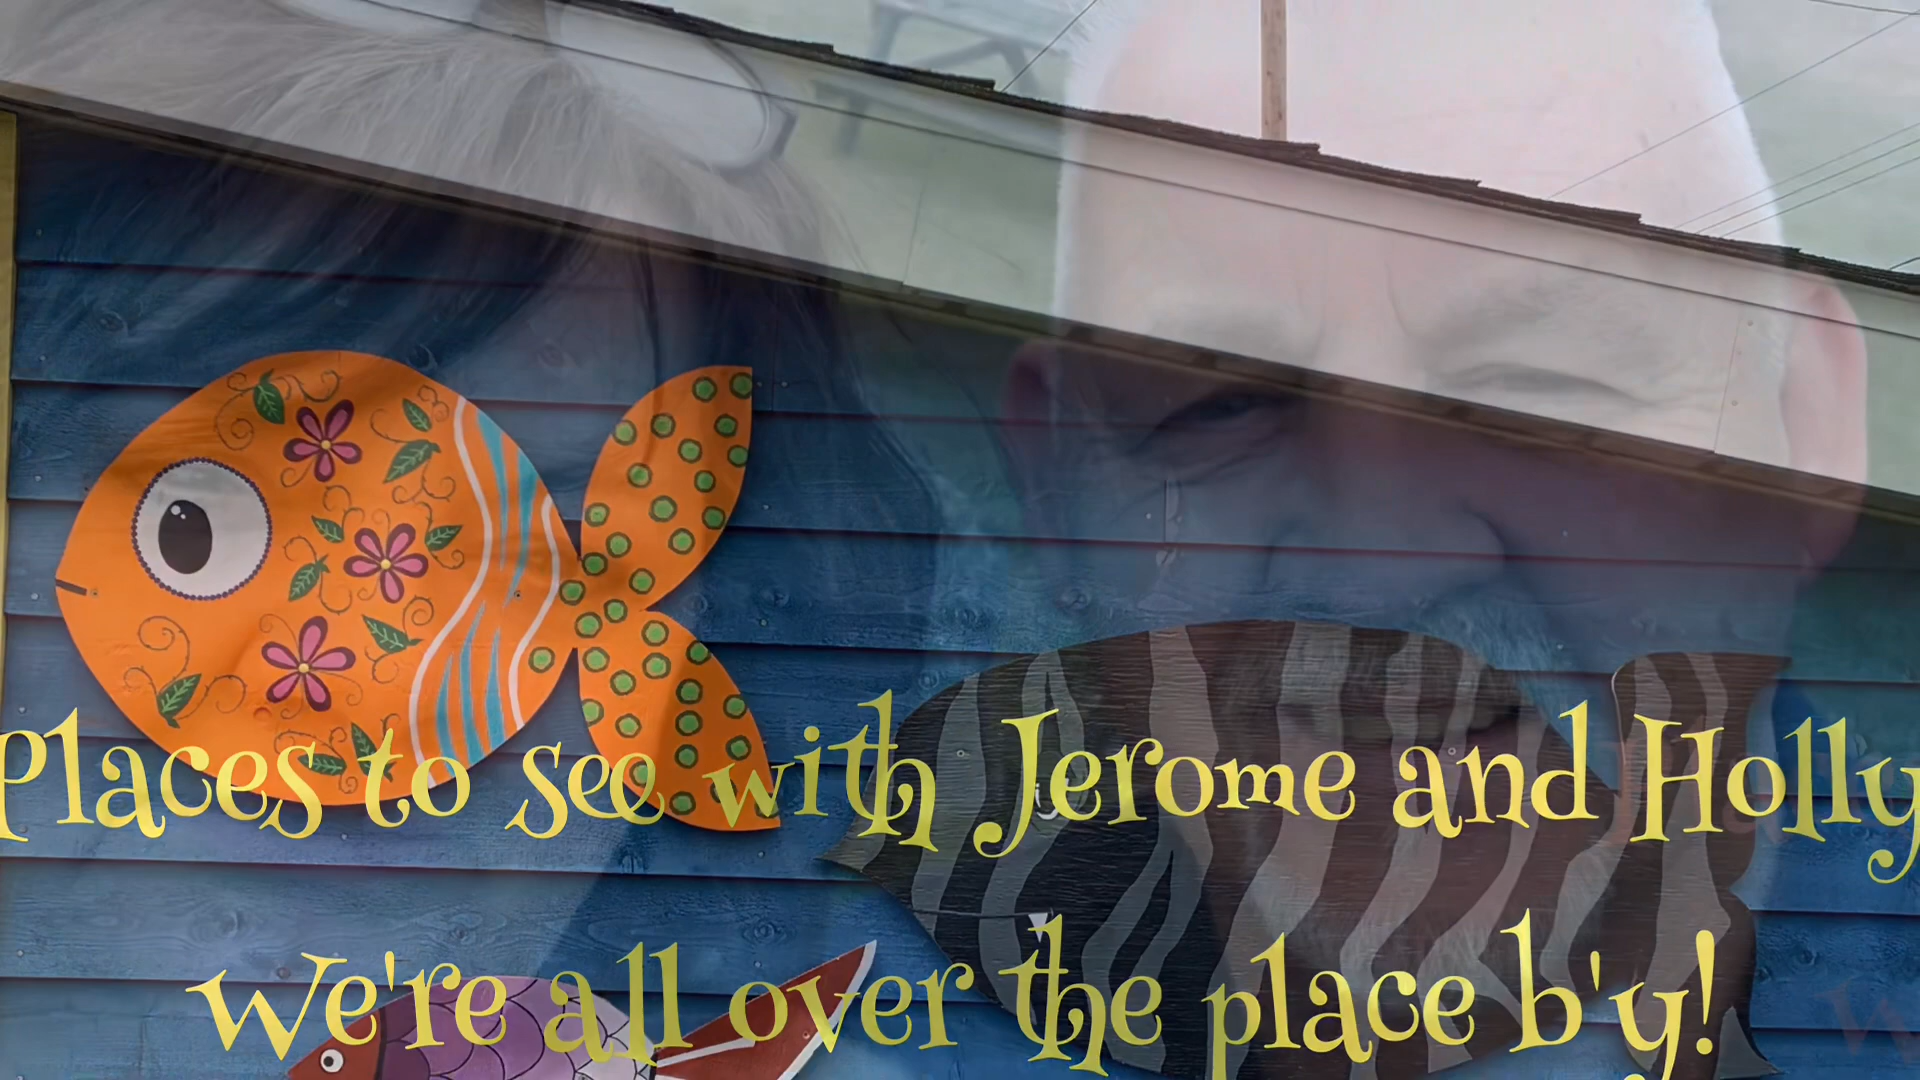 Places to see with Jerome and Holly
We're all over the place b'y!